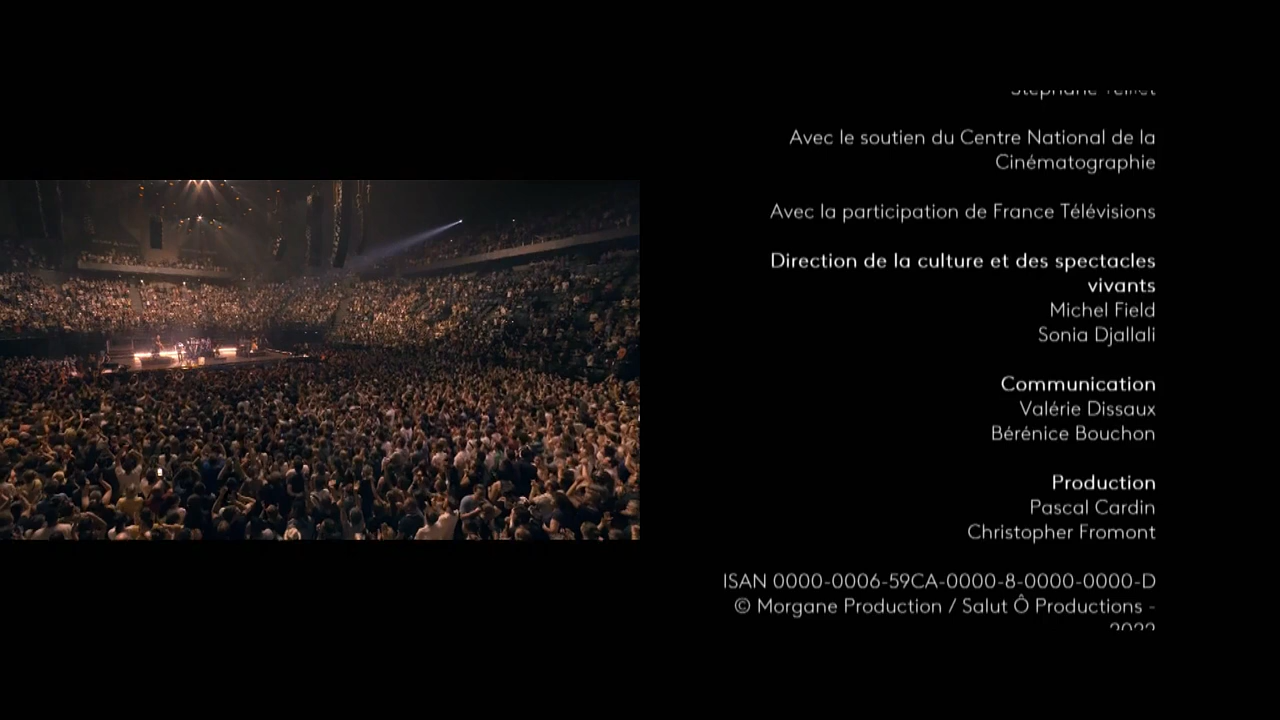 Avec le soutien du Centre National de la
Cinématographie
Avec la participation de France Télévisions
Direction de la culture et des spectacles
vivants
Michel Field
Sonia Djallali
Communication
Valérie Dissaux
Bérénice Bouchon
Production
Pascal Cardin
Christopher Fromont
ISAN 0000-0006-59CA-0000-8-0000-0000-D
© Morgane Production / Salut Ô Productions -